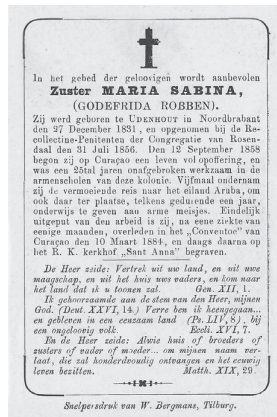 In het gebed der geloovigen wordt aanbevolen
Zuster MARIA SABINA,
(GODEFRIDA ROBBEN).
Zij werd geboren te UDENHOUT in Noordbrabant
den 27 December 1831, en opgenomen bij de Re-
collectine-Penitenten der Congregatie van Rosen-
daal den 31 Juli 1856. Den 12 September 1858
begon zij op Curaçao een leven vol opoffering, en
was een 25tal jaren onafgebroken werkzaam in de
armenscholen van deze kolonie. Vijfmaal ondernam
zij de vermoeiende reis naar het eiland Aruba, om
ook daar ter plaatse, telkens gedurende een jaar,
onderwijs te geven aan arme meisjes. Eindelijk
uitgeput van den arbeid is zij, na eene ziekte van
eenige maanden, overleden in het „Conventoe" van
Curaçao den 10 Maart 1884, en daags daarna op
het R. K. kerkhof „Sant Anna" begraven.
De Heer zeide: Vertrek uit uw land, en uit uwe
maagschap, en uit het huis uws vaders, en kom naar
het land dat ik u toonen zal. Gen. XII, 1.
Ik gehoorzaamde aan de stem van den Heer, mijnen
God. (Deut. XXVI, 14.) Verre ben ik heengegaan...
en gebleven in een eenzaam land (Ps. LIV, 8), bij
een ongeloovig volk. Eccli. XVI, 7.
En de Heer zeide: Alwie huis of broeders of
zusters of vader of moeder... om mijnen naam ver-
laat, die zal honderdvoudig ontvangen en het eeuwig
leven bezitten. Matth. XIX, 29.
Snelpersdruk van W. Bergmans, Tilburg.